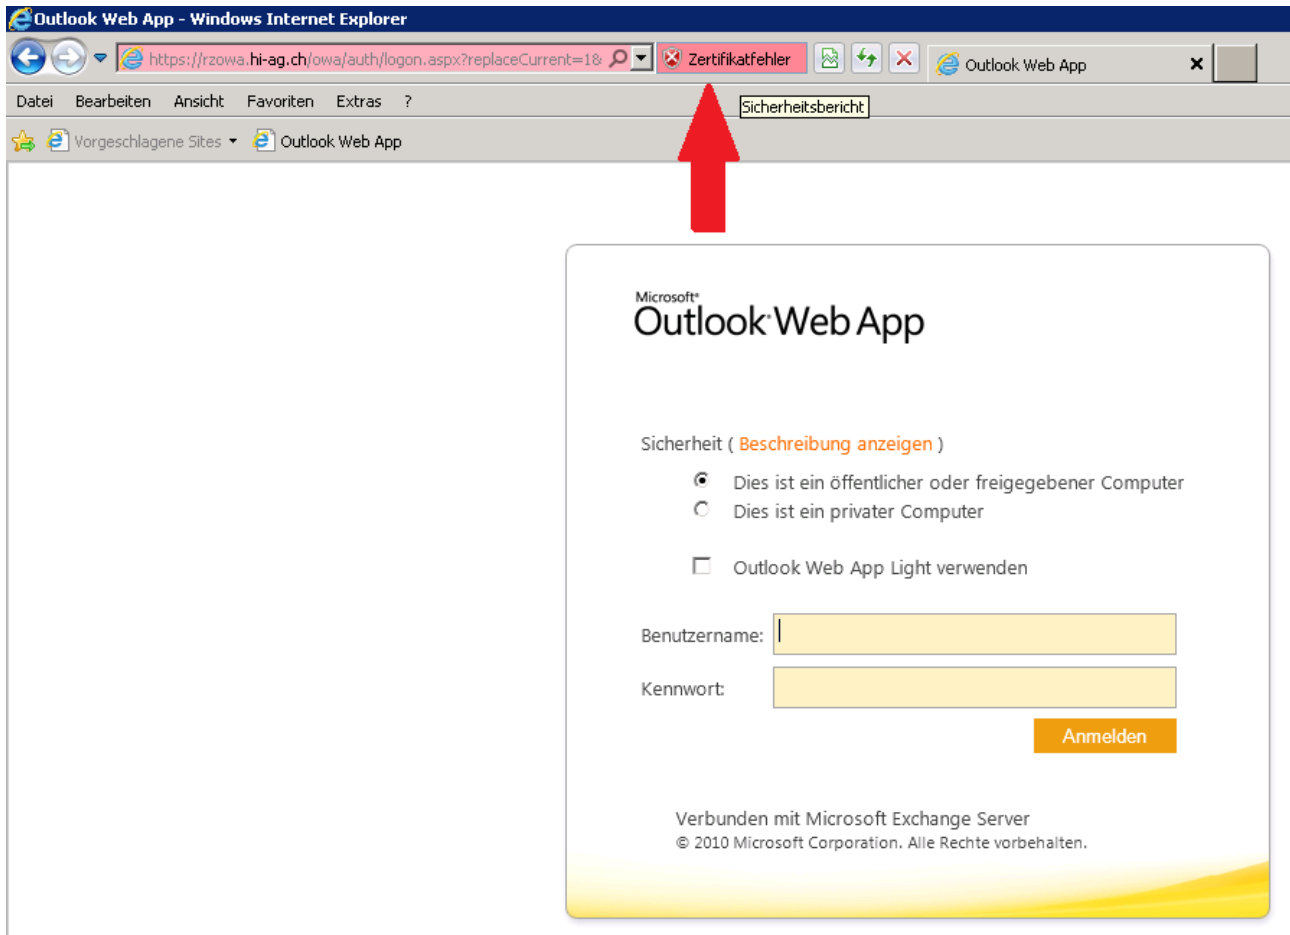 Outlook Web App - Windows Internet Explorer
https://rzowa.hi-ag.ch/owa/auth/logon.aspx?replaceCurrent=1& Zertifikatfehler Outlook Web App
Datei Bearbeiten Ansicht Favoriten Extras ?
Sicherheitsbericht
Vorgeschlagene Sites Outlook Web App
Microsoft®
Outlook® Web App
Sicherheit ( Beschreibung anzeigen )
Dies ist ein öffentlicher oder freigegebener Computer
Dies ist ein privater Computer
Outlook Web App Light verwenden
Benutzername:
Kennwort:
Anmelden
Verbunden mit Microsoft Exchange Server
© 2010 Microsoft Corporation. Alle Rechte vorbehalten.